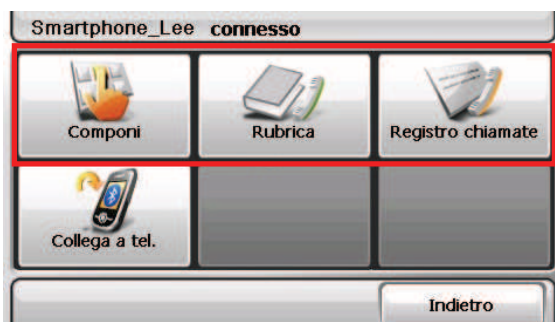 Smartphone_Lee connesso
Componi
Rubrica
Registro chiamate
Collega a tel.
Indietro